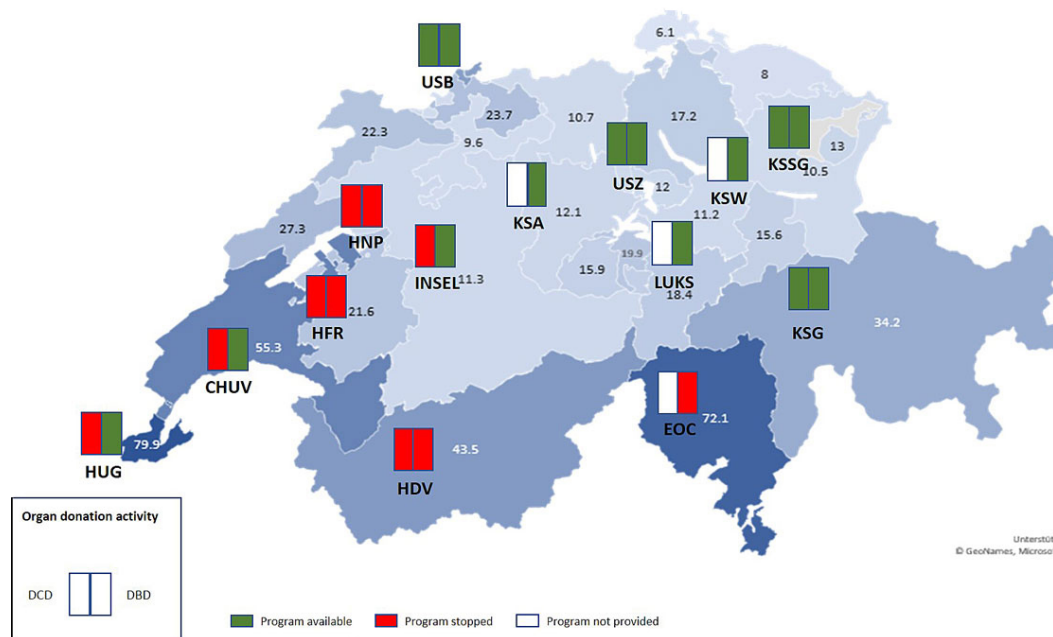 6.1
USB
8
23.7
10.7
17.2
22.3
9.6
KSSG
13
USZ
10.5
KSW
12
KSA
12.1
11.2
27.3
HNP
15.6
19.9
INSEL
11.3
15.9
LUKS
18.4
HFR
21.6
KSG
34.2
CHUV
55.3
EOC
72.1
HUG
79.9
HDV
43.5
Organ donation activity
DCD
DBD
Unterstüt
© GeoNames, Microso
Program available
Program stopped
Program not provided